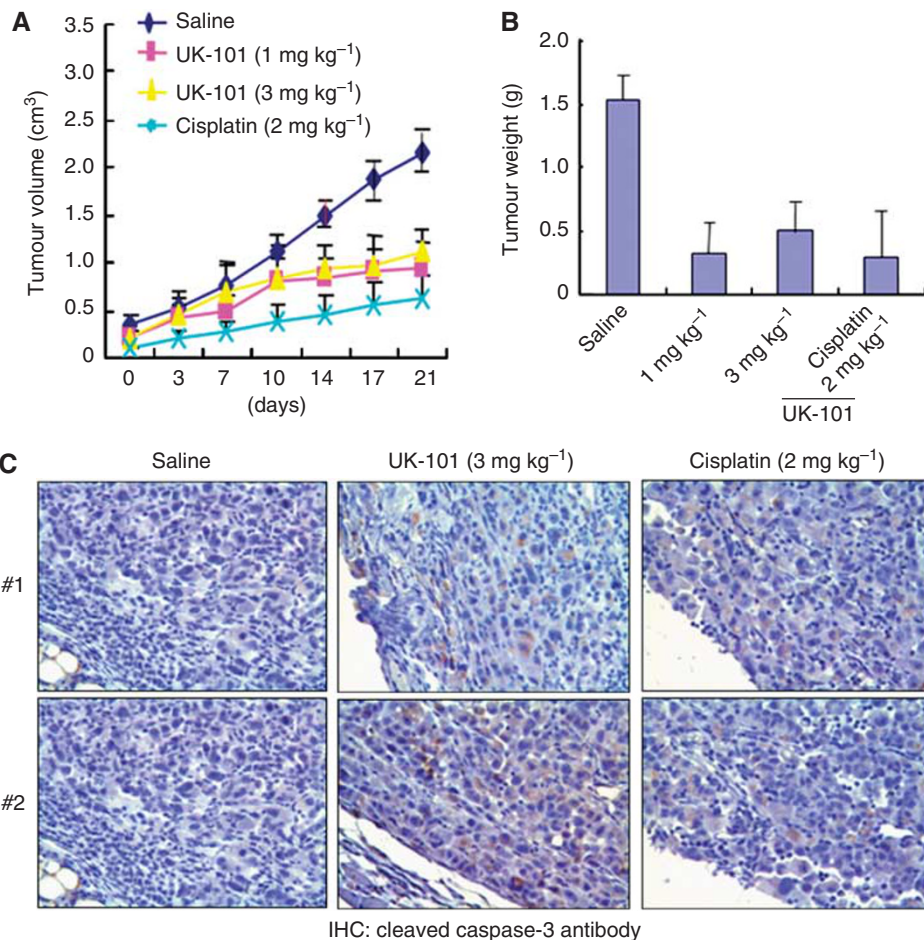 A
Saline
UK-101 (1 mg kg⁻¹)
UK-101 (3 mg kg⁻¹)
Cisplatin (2 mg kg⁻¹)
Tumour volume (cm³)
3.5
3.0
2.5
2.0
1.5
1.0
0.5
0
0 3 7 10 14 17 21
(days)
B
Tumour weight (g)
2.0
1.5
1.0
0.5
0
Saline
1 mg kg⁻¹
3 mg kg⁻¹
Cisplatin
2 mg kg⁻¹
UK-101
C
Saline UK-101 (3 mg kg⁻¹) Cisplatin (2 mg kg⁻¹)
#1
#2
IHC: cleaved caspase-3 antibody